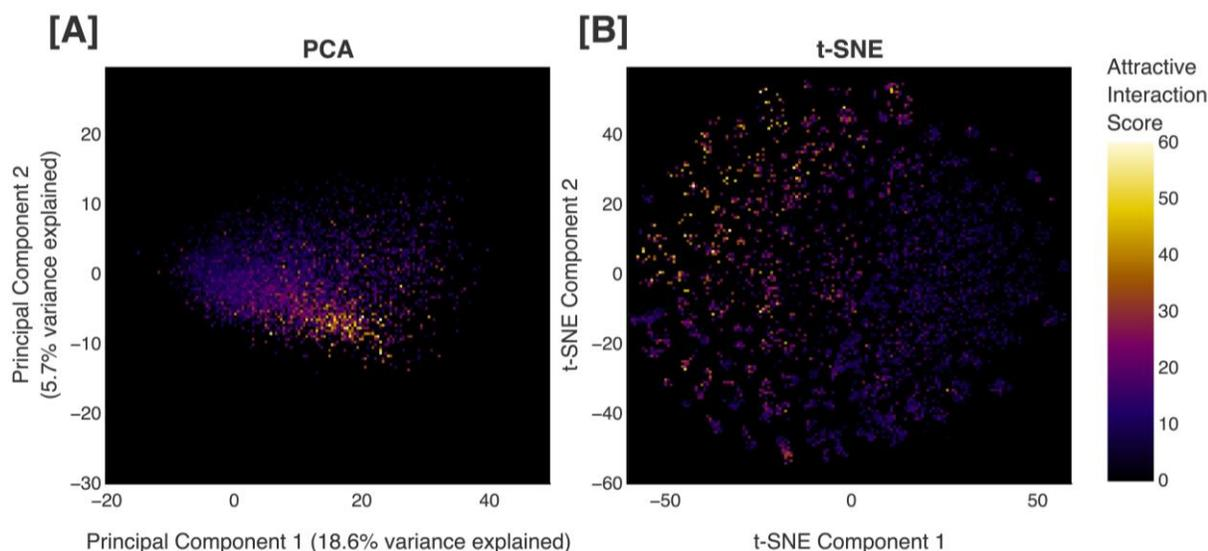 [A]
PCA
Principal Component 2
(5.7% variance explained)
20
10
0
−10
−20
−30
−20
0
20
40
Principal Component 1 (18.6% variance explained)
[B]
t-SNE
t-SNE Component 2
40
20
0
−20
−40
−60
−50
0
50
t-SNE Component 1
Attractive
Interaction
Score
60
50
40
30
20
10
0